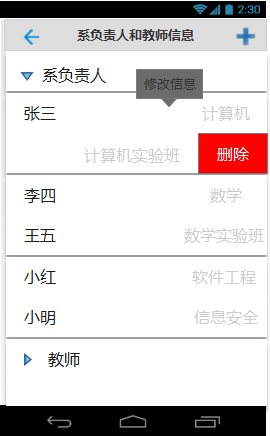 2:30
系负责人和教师信息
系负责人
修改信息
张三 计算机
计算机实验班 删除
李四 数学
王五 数学实验班
小红 软件工程
小明 信息安全
教师